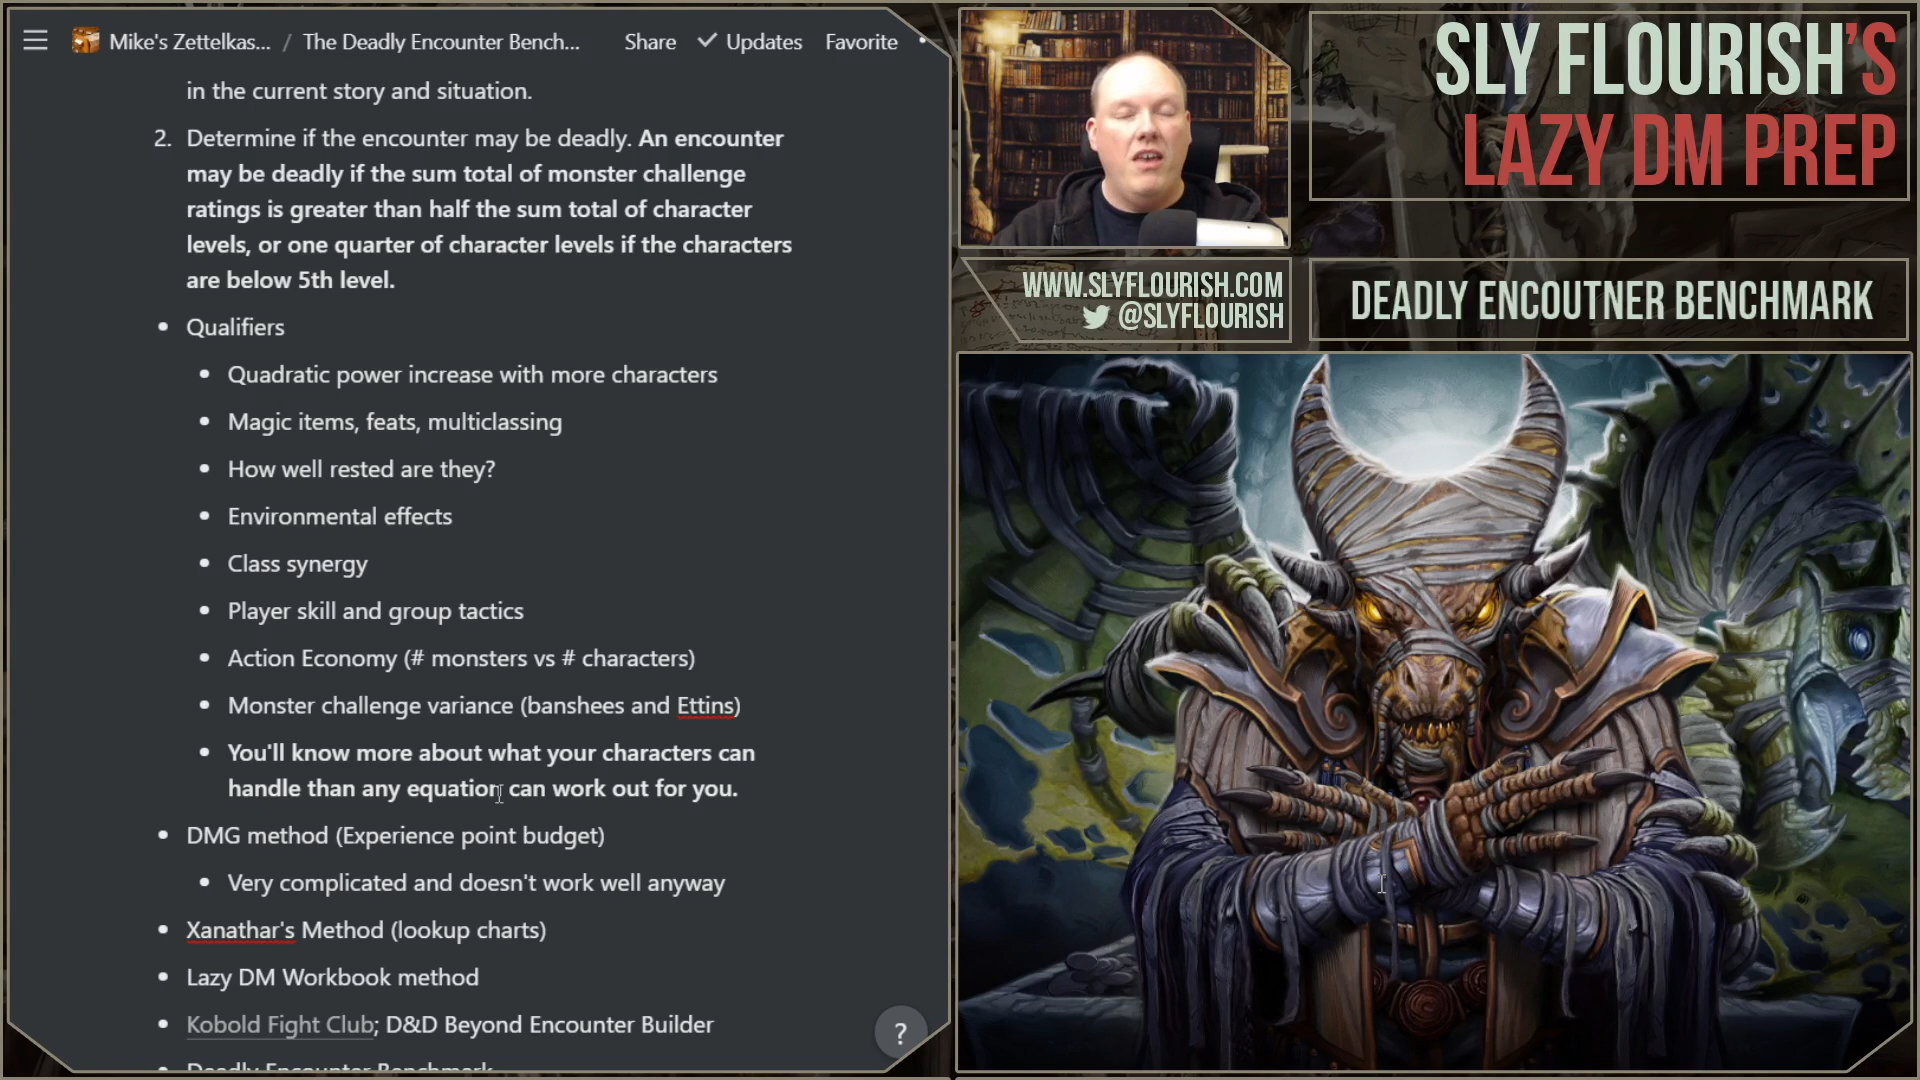 Mike's Zettelkas... / The Deadly Encounter Bench... Share Updates Favorite
in the current story and situation.
2. Determine if the encounter may be deadly. An encounter
may be deadly if the sum total of monster challenge
ratings is greater than half the sum total of character
levels, or one quarter of character levels if the characters
are below 5th level.
Qualifiers
Quadratic power increase with more characters
Magic items, feats, multiclassing
How well rested are they?
Environmental effects
Class synergy
Player skill and group tactics
Action Economy (# monsters vs # characters)
Monster challenge variance (banshees and Ettins)
You'll know more about what your characters can
handle than any equation can work out for you.
DMG method (Experience point budget)
Very complicated and doesn't work well anyway
Xanathar's Method (lookup charts)
Lazy DM Workbook method
Kobold Fight Club; D&D Beyond Encounter Builder
Deadly Encounter Benchmark
?
SLY FLOURISH'S
LAZY DM PREP
WWW.SLYFLOURISH.COM
@SLYFLOURISH
DEADLY ENCOUTNER BENCHMARK